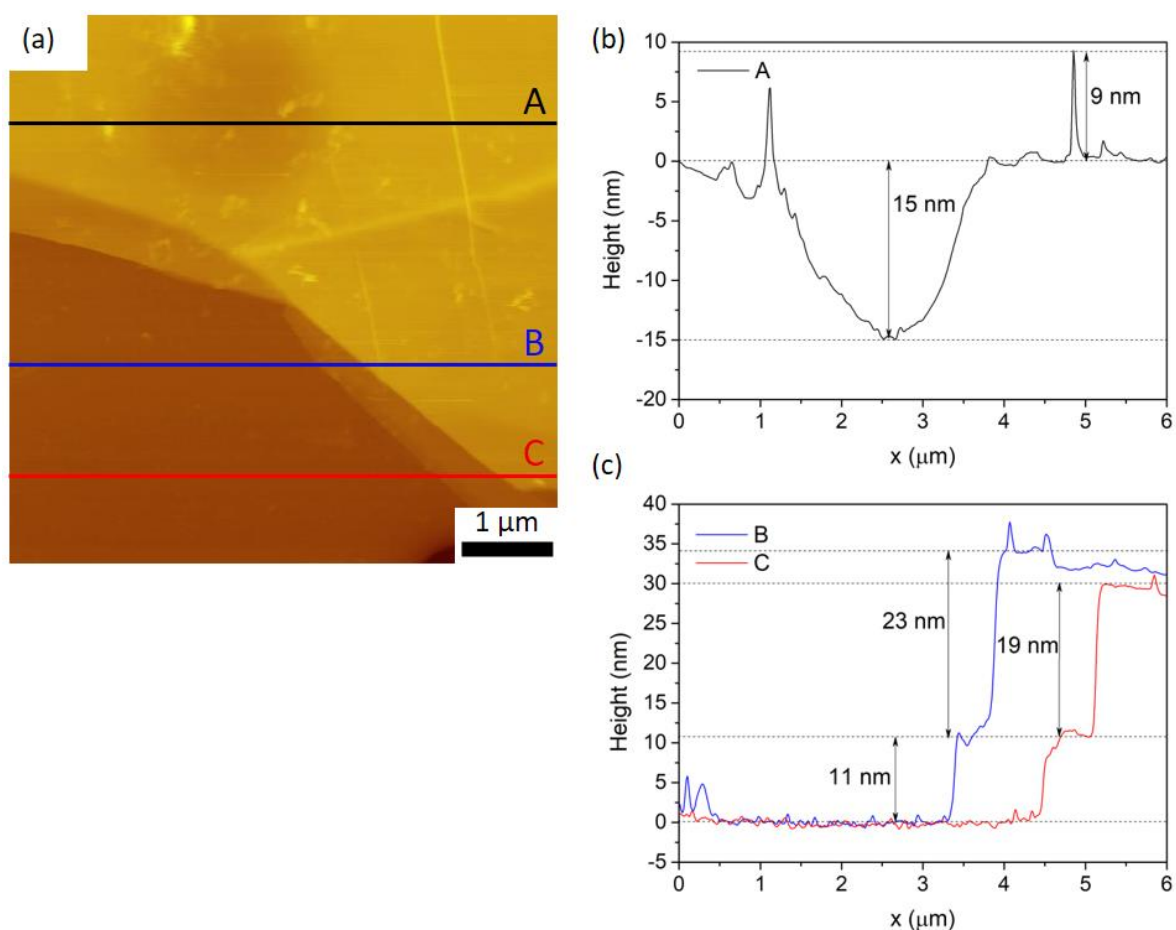 (a)
A
B
C
1 μm
(b)
A
9 nm
15 nm
Height (nm)
10
5
0
-5
-10
-15
-20
0 1 2 3 4 5 6
x (μm)
(c)
B
C
23 nm
19 nm
11 nm
Height (nm)
40
35
30
25
20
15
10
5
0
-5
0 1 2 3 4 5 6
x (μm)